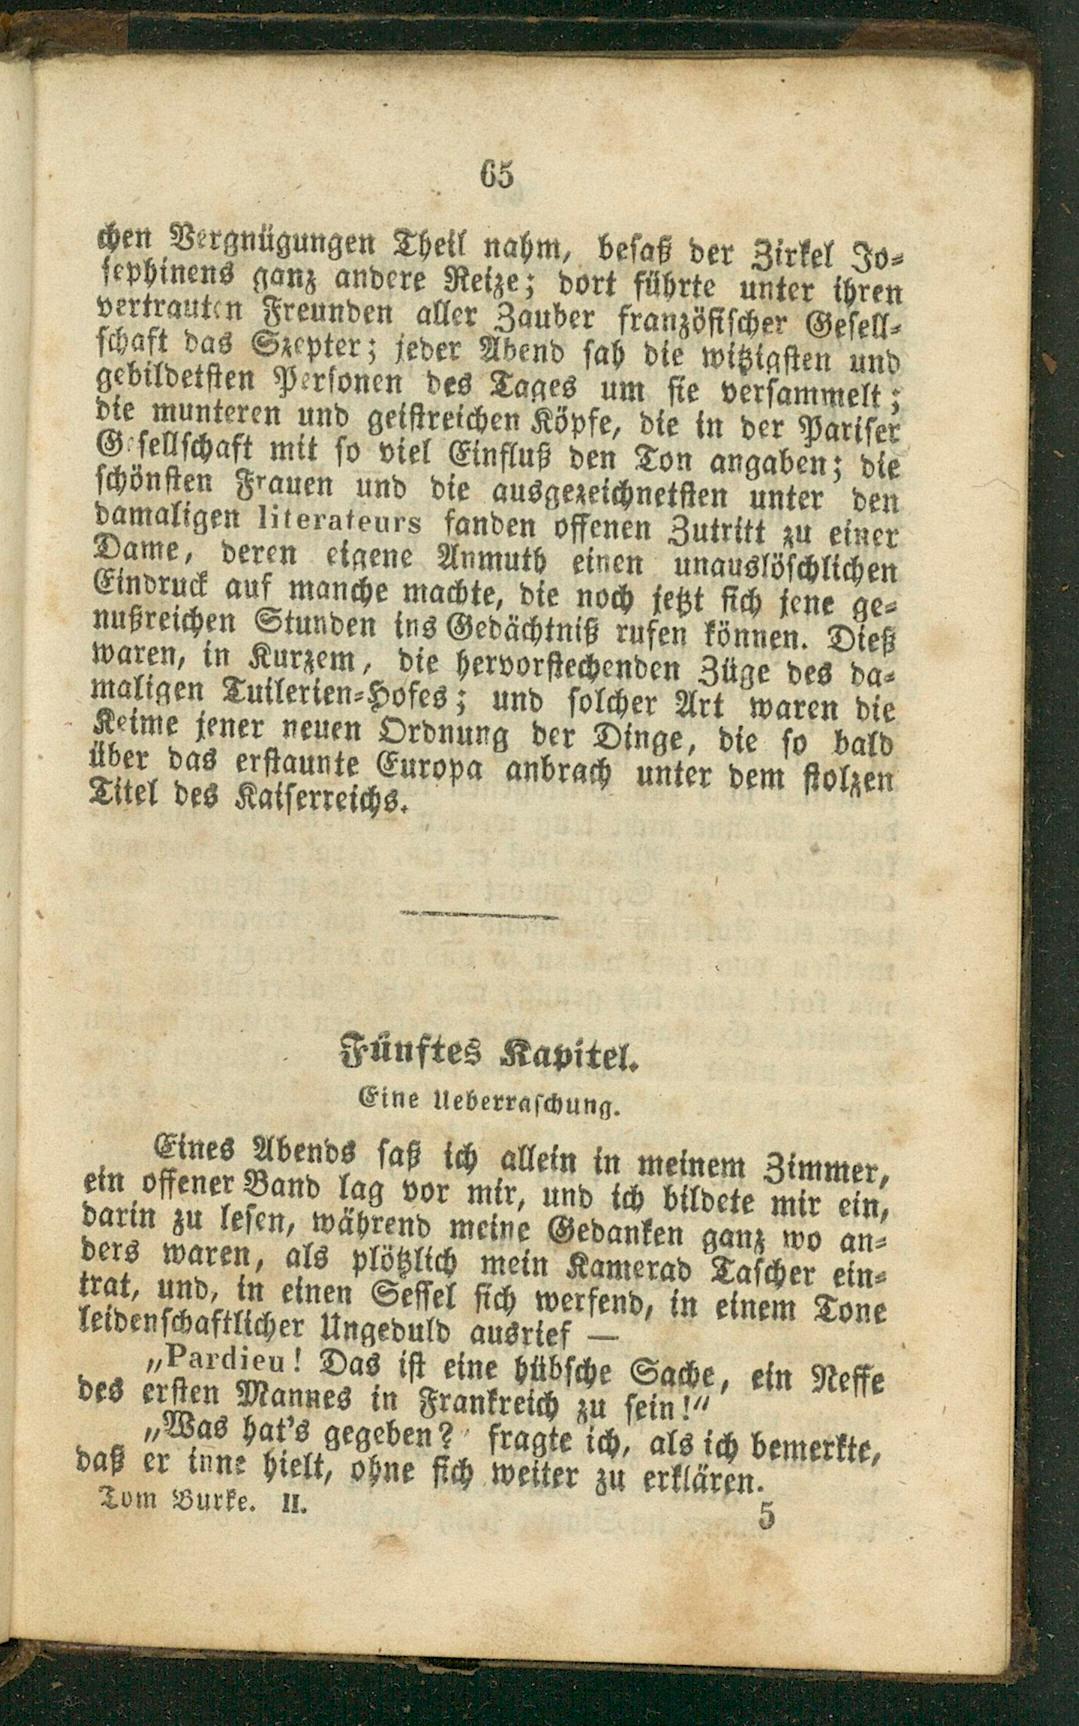 65
chen Vergnügungen Theil nahm, besaß der Zirkel Jo-
sephinens ganz andere Reize; dort führte unter ihren
vertrauten Freunden aller Zauber französischer Gesell-
schaft das Szepter; jeder Abend sah die witzigsten und
gebildetsten Personen des Tages um sie versammelt;
die munteren und geistreichen Köpfe, die in der Pariser
Gesellschaft mit so viel Einfluß den Ton angaben; die
schönsten Frauen und die ausgezeichnetsten unter den
damaligen literateurs fanden offenen Zutritt zu einer
Dame, deren eigene Anmuth einen unauslöschlichen
Eindruck auf manche machte, die noch jetzt sich jene ge-
nußreichen Stunden ins Gedächtniß rufen können. Dieß
waren, in Kurzem, die hervorstechenden Züge des da-
maligen Tuilerien-Hofes; und solcher Art waren die
Keime jener neuen Ordnung der Dinge, die so bald
über das erstaunte Europa anbrach unter dem stolzen
Titel des Kaiserreichs.
Fünftes Kapitel.
Eine Ueberraschung.
Eines Abends saß ich allein in meinem Zimmer,
ein offener Band lag vor mir, und ich bildete mir ein,
darin zu lesen, während meine Gedanken ganz wo an-
ders waren, als plötzlich mein Kamerad Tascher ein-
trat, und, in einen Sessel sich werfend, in einem Tone
leidenschaftlicher Ungeduld ausrief —
„Pardieu! Das ist eine hübsche Sache, ein Neffe
des ersten Mannes in Frankreich zu sein!"
„Was hat's gegeben?" fragte ich, als ich bemerkte,
daß er inne hielt, ohne sich weiter zu erklären.
Tom Burke. II.
5